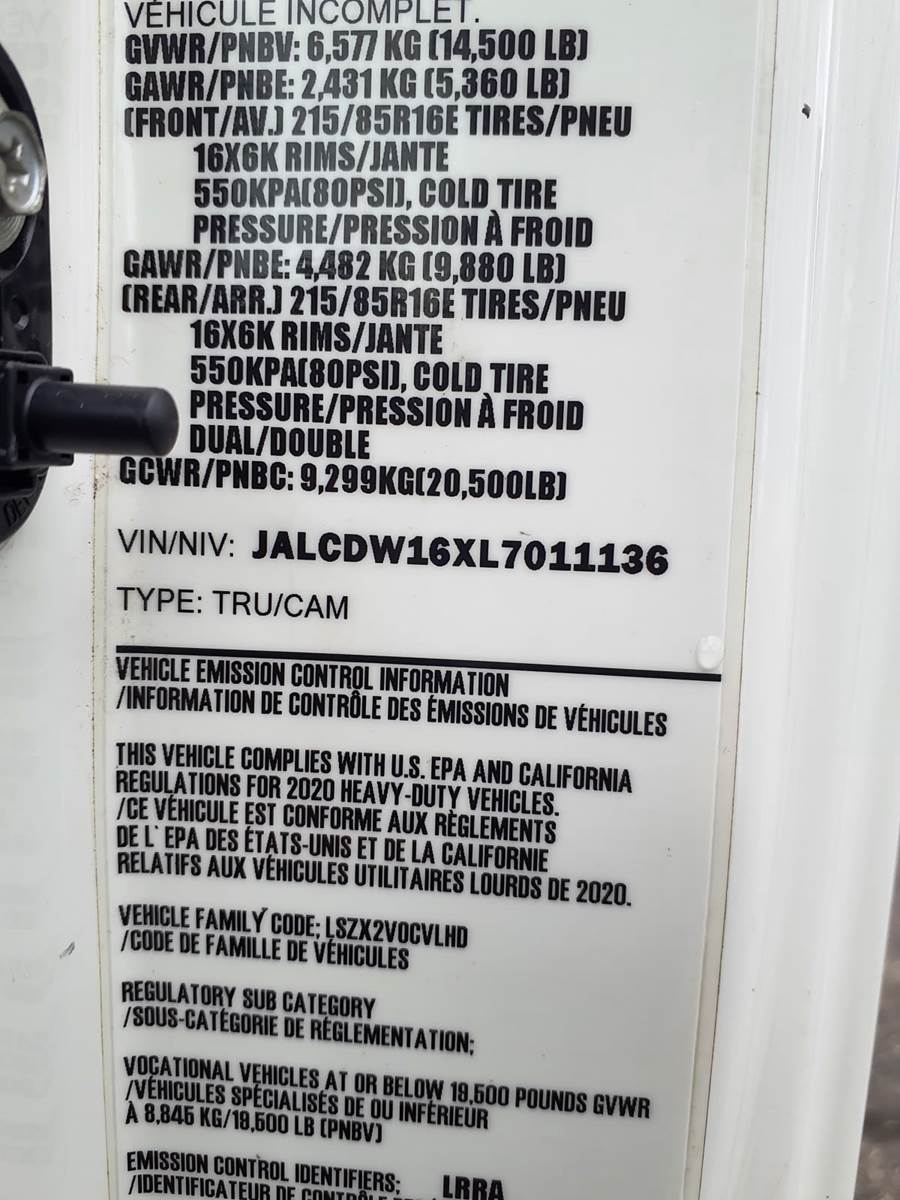 VÉHICULE INCOMPLET.
GVWR/PNBV: 6,577 KG (14,500 LB)
GAWR/PNBE: 2,431 KG (5,360 LB)
(FRONT/AV.) 215/85R16E TIRES/PNEU
16X6K RIMS/JANTE
550KPA(80PSI), COLD TIRE
PRESSURE/PRESSION À FROID
GAWR/PNBE: 4,482 KG (9,880 LB)
(REAR/ARR.) 215/85R16E TIRES/PNEU
16X6K RIMS/JANTE
550KPA(80PSI), COLD TIRE
PRESSURE/PRESSION À FROID
DUAL/DOUBLE
GCWR/PNBC: 9,299KG(20,500LB)
VIN/NIV: JALCDW16XL7011136
TYPE: TRU/CAM
VEHICLE EMISSION CONTROL INFORMATION
/INFORMATION DE CONTRÔLE DES ÉMISSIONS DE VÉHICULES
THIS VEHICLE COMPLIES WITH U.S. EPA AND CALIFORNIA
REGULATIONS FOR 2020 HEAVY-DUTY VEHICLES.
/CE VÉHICULE EST CONFORME AUX RÈGLEMENTS
DE L' EPA DES ÉTATS-UNIS ET DE LA CALIFORNIE
RELATIFS AUX VÉHICULES UTILITAIRES LOURDS DE 2020.
VEHICLE FAMILY CODE; LSZX2VOCVLHD
/CODE DE FAMILLE DE VÉHICULES
REGULATORY SUB CATEGORY
/SOUS-CATÉGORIE DE RÉGLEMENTATION;
VOCATIONAL VEHICLES AT OR BELOW 19,500 POUNDS GVWR
/VÉHICULES SPÉCIALISÉS DE OU INFÉRIEUR
À 8,845 KG/19,500 LB (PNBV)
EMISSION CONTROL IDENTIFIERS; LRRA
/IDENTIFICATEUR DE CONTRÔLE